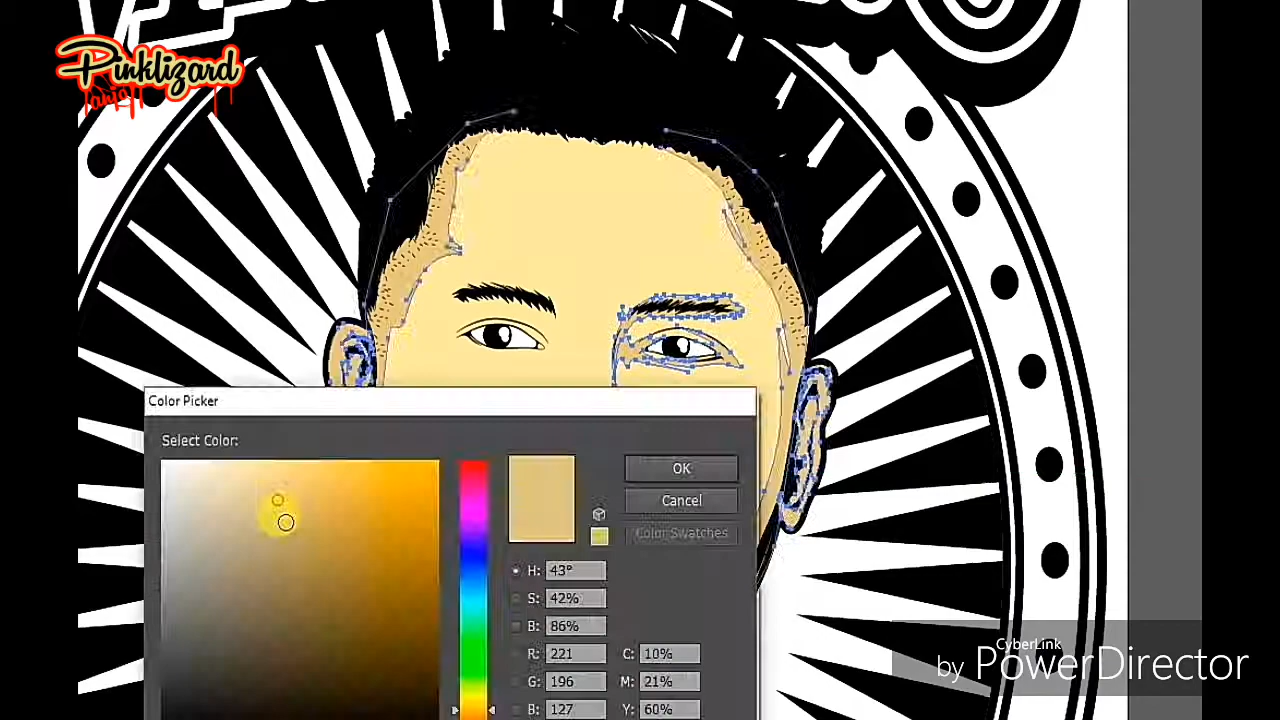 Pinklizard
Color Picker
Select Color:
OK
Cancel
Color Swatches
H: 43°
S: 42%
B: 86%
R: 221
C: 10%
G: 196
M: 21%
B: 127
Y: 60%
CyberLink
by PowerDirector